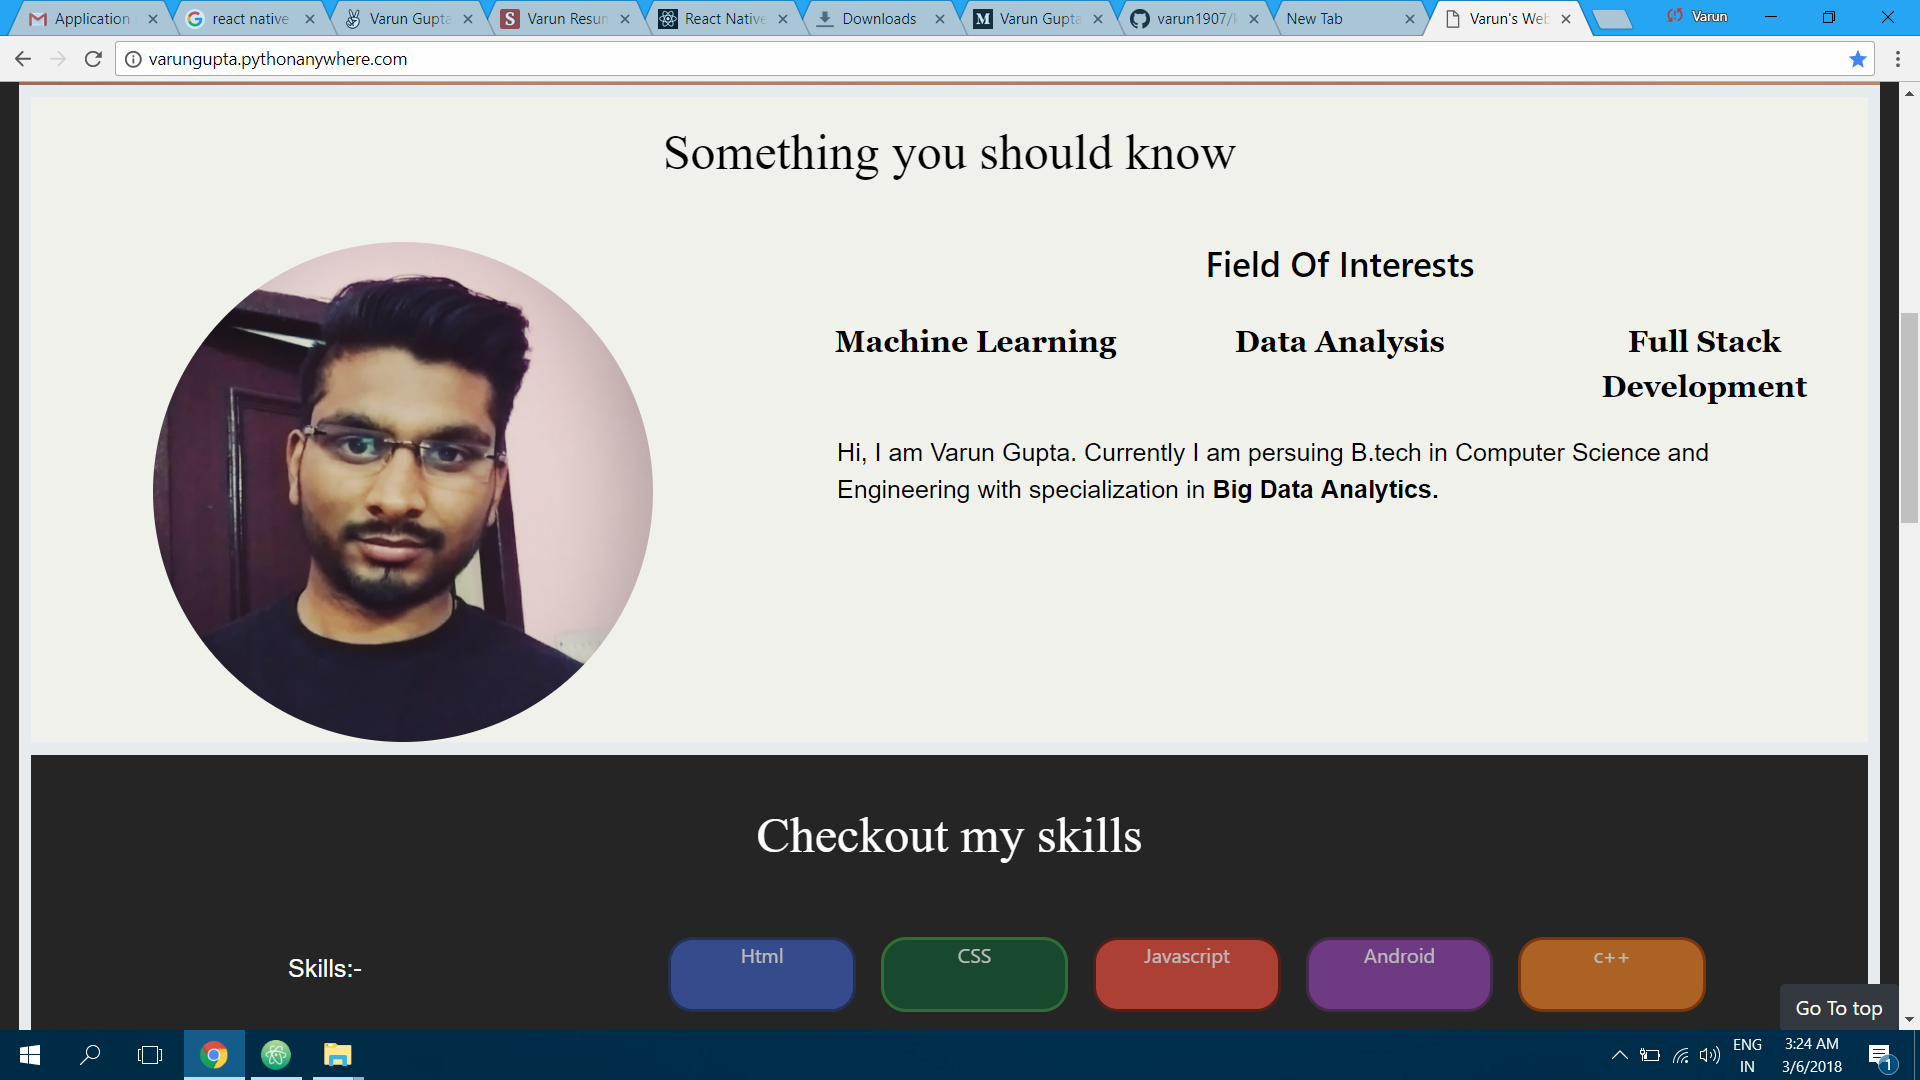 Application
react native
Varun Gupta
Varun Resum
React Native
Downloads
Varun Gupta
varun1907/
New Tab
Varun's Web
Varun
varungupta.pythonanywhere.com
Something you should know
Field Of Interests
Machine Learning
Data Analysis
Full Stack
Development
Hi, I am Varun Gupta. Currently I am persuing B.tech in Computer Science and
Engineering with specialization in Big Data Analytics.
Checkout my skills
Skills:-
Html
CSS
Javascript
Android
c++
Go To top
ENG
IN
3:24 AM
3/6/2018
1